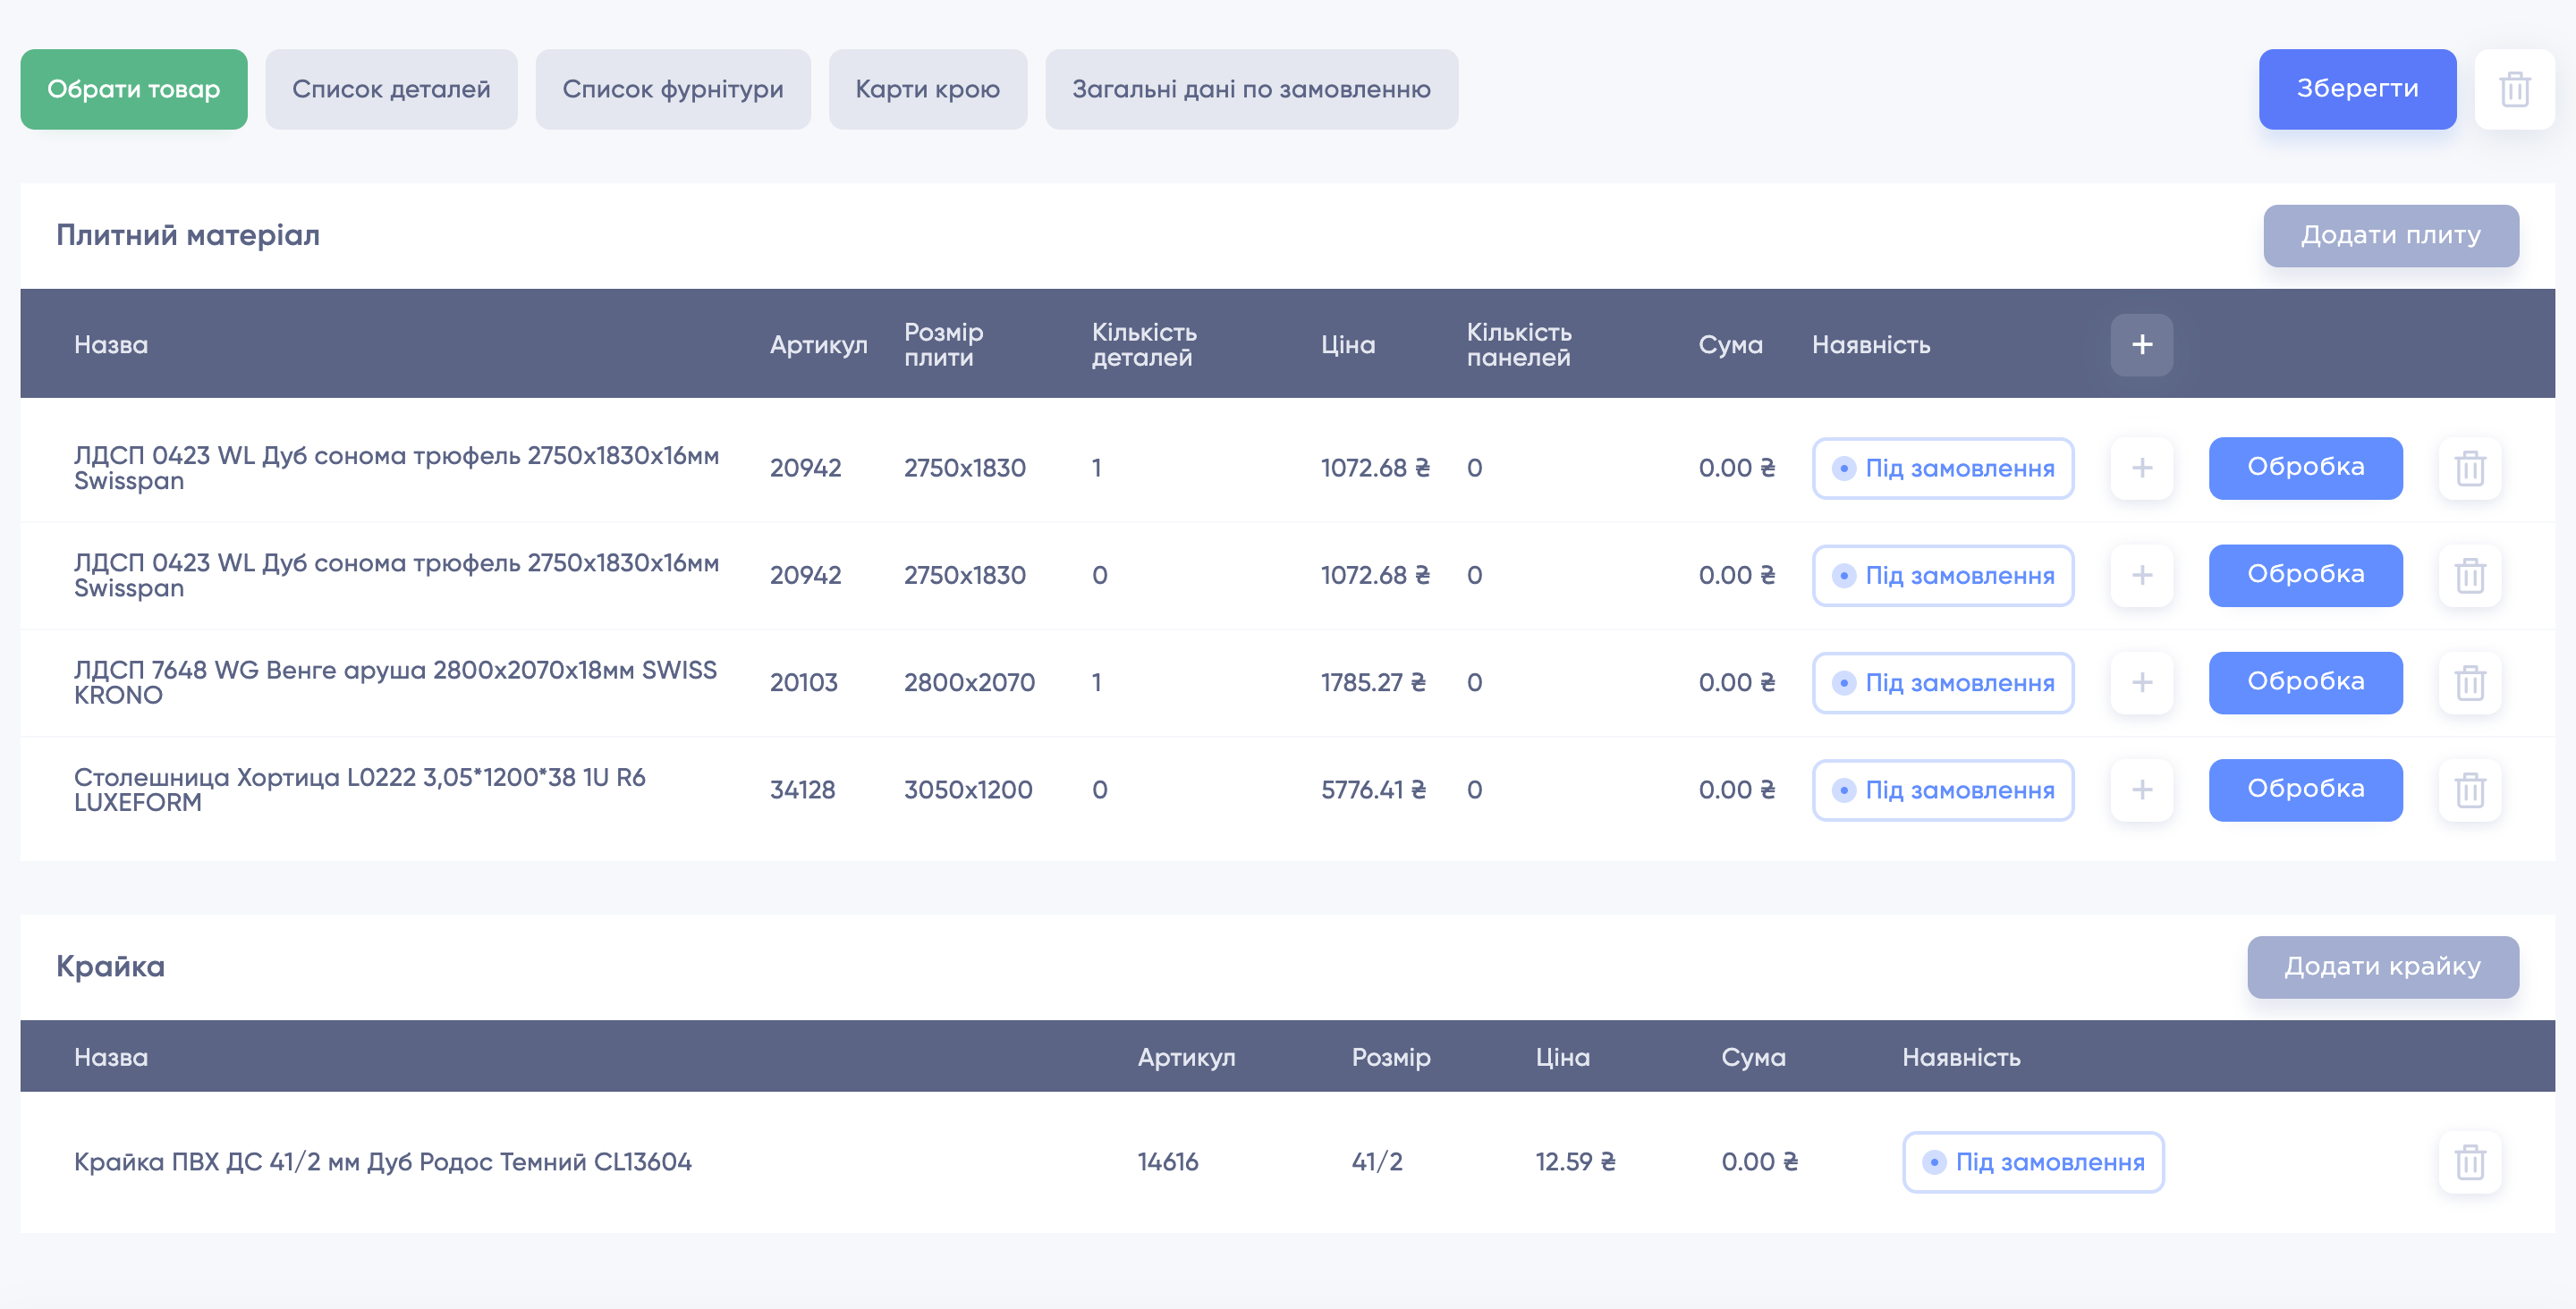 Обрати товар Список деталей Список фурнітури Карти крою Загальні дані по замовленню Зберегти
Плитний матеріал Додати плиту
Назва Артикул Розмір плити Кількість деталей Ціна Кількість панелей Сума Наявність +
ЛДСП 0423 WL Дуб сонома трюфель 2750х1830х16мм
Swisspan 20942 2750x1830 1 1072.68 ₴ 0 0.00 ₴ Під замовлення + Обробка
ЛДСП 0423 WL Дуб сонома трюфель 2750х1830х16мм
Swisspan 20942 2750x1830 0 1072.68 ₴ 0 0.00 ₴ Під замовлення + Обробка
ЛДСП 7648 WG Венге аруша 2800х2070х18мм SWISS
KRONO 20103 2800x2070 1 1785.27 ₴ 0 0.00 ₴ Під замовлення + Обробка
Столешница Хортица L0222 3,05*1200*38 1U R6
LUXEFORM 34128 3050x1200 0 5776.41 ₴ 0 0.00 ₴ Під замовлення + Обробка
Крайка Додати крайку
Назва Артикул Розмір Ціна Сума Наявність
Крайка ПВХ ДС 41/2 мм Дуб Родос Темний CL13604 14616 41/2 12.59 ₴ 0.00 ₴ Під замовлення